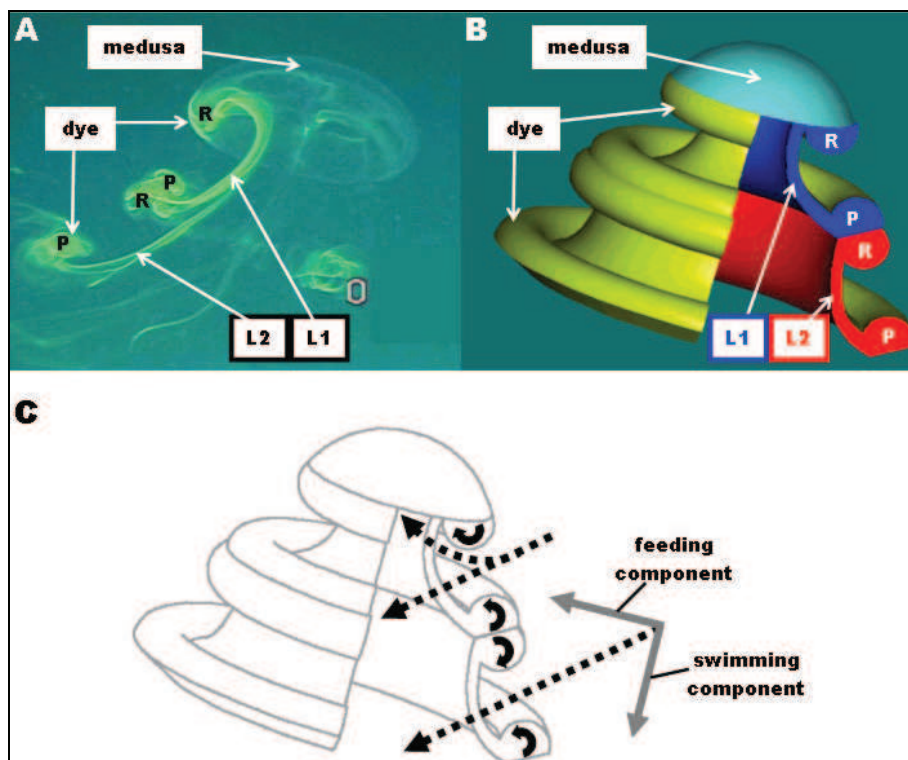 A
medusa
R
dye
P
R
P
L2 L1
B
medusa
dye
R
P
R
L1 L2
P
C
feeding
component
swimming
component